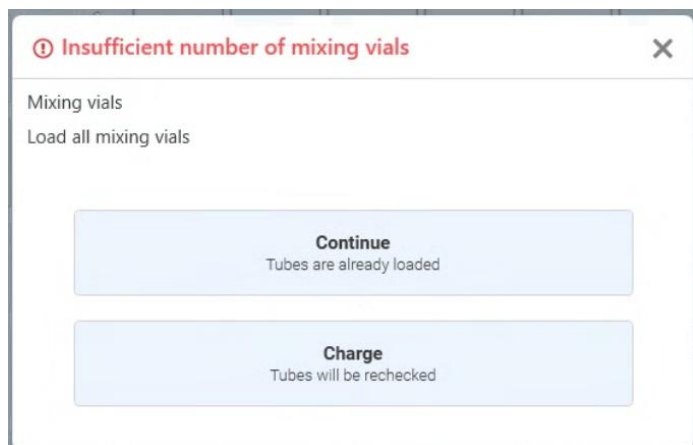 Insufficient number of mixing vials
Mixing vials
Load all mixing vials
Continue
Tubes are already loaded
Charge
Tubes will be rechecked